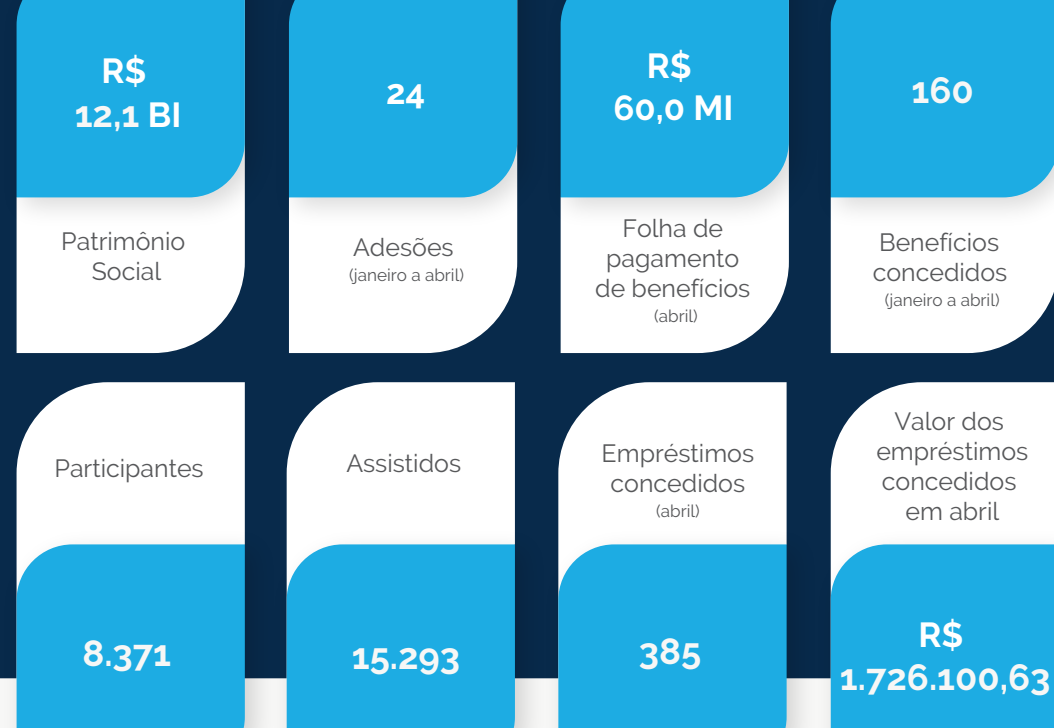 R$
12,1 BI
Patrimônio
Social
24
Adesões
(janeiro a abril)
R$
60,0 MI
Folha de
pagamento
de benefícios
(abril)
160
Benefícios
concedidos
(janeiro a abril)
Participantes
8.371
Assistidos
15.293
Empréstimos
concedidos
(abril)
385
Valor dos
empréstimos
concedidos
em abril
R$
1.726.100,63